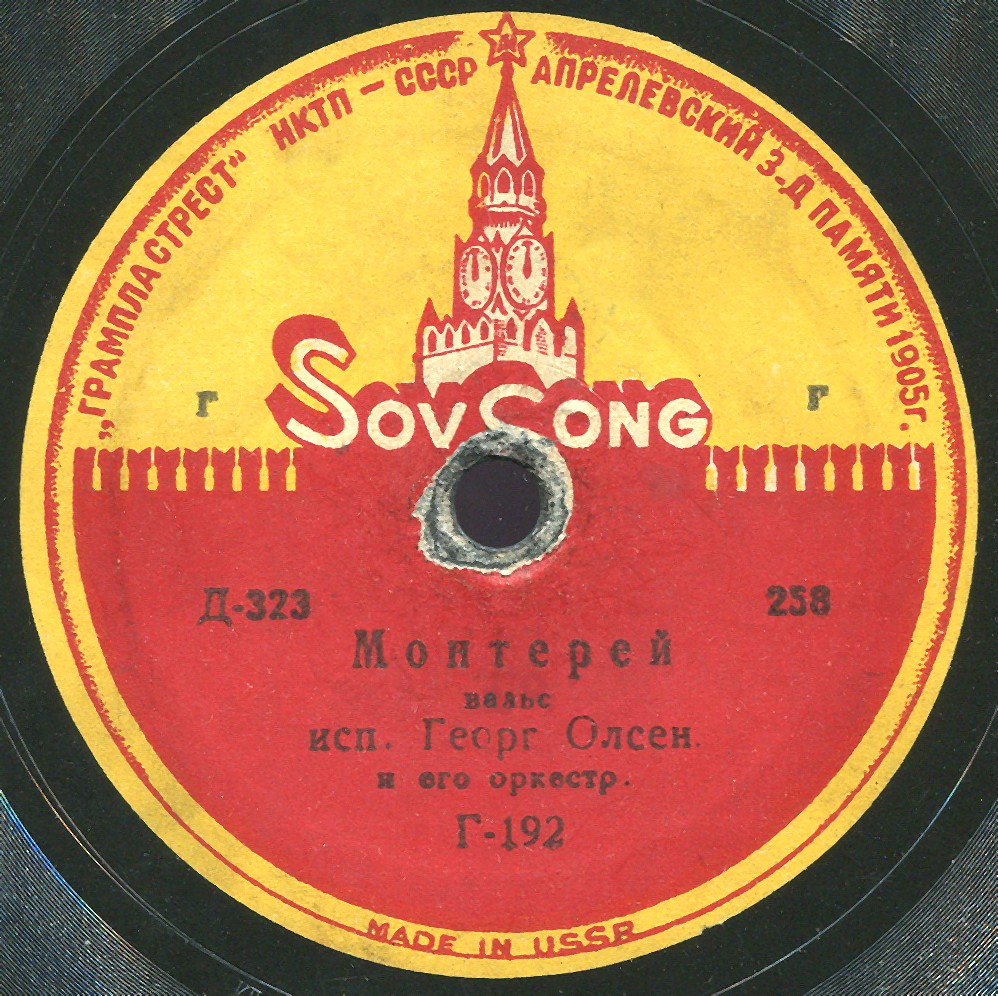 „ГРАМПЛАСТРЕСТ" НКТП – СССР АПРЕЛЕВСКИЙ З-Д ПАМЯТИ 1905г.
Г Г
SOVSONG
Д-323 258
Монтерей
вальс
исп. Георг Олсен.
и его оркестр.
Г-192
MADE IN USSR